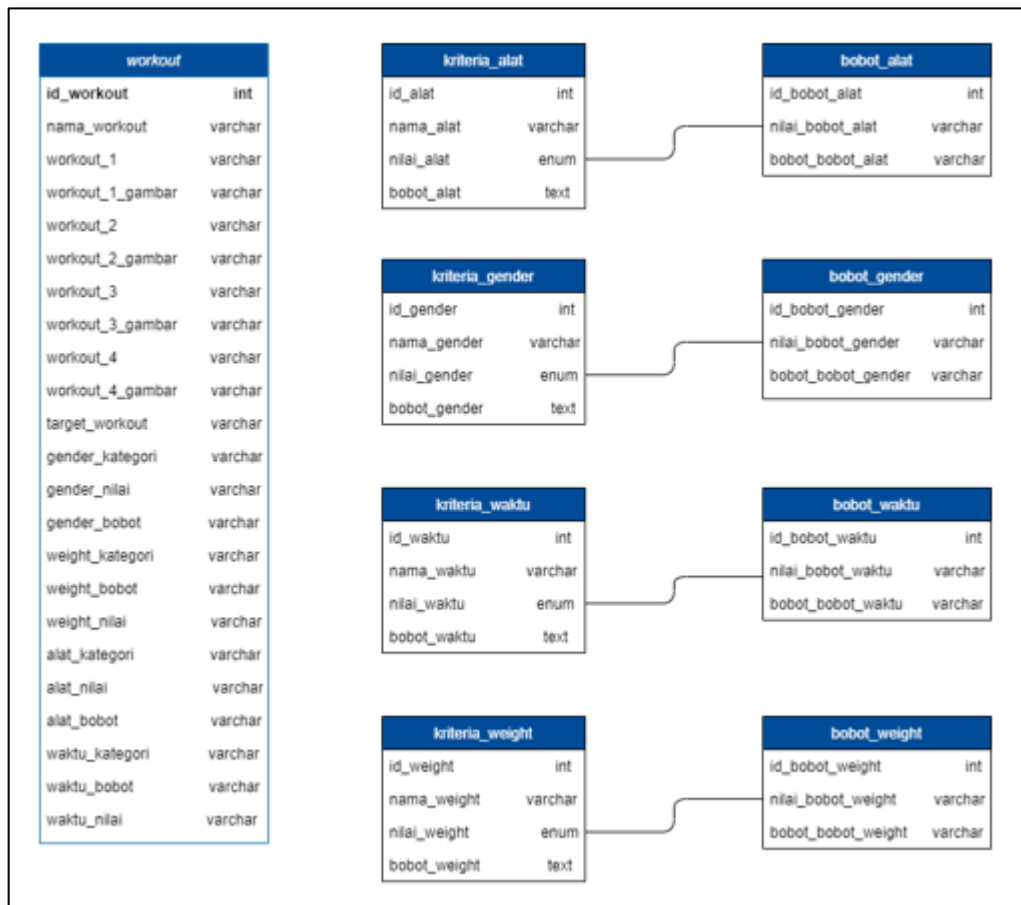 workout
id_workout int
nama_workout varchar
workout_1 varchar
workout_1_gambar varchar
workout_2 varchar
workout_2_gambar varchar
workout_3 varchar
workout_3_gambar varchar
workout_4 varchar
workout_4_gambar varchar
target_workout varchar
gender_kategori varchar
gender_nilai varchar
gender_bobot varchar
weight_kategori varchar
weight_bobot varchar
weight_nilai varchar
alat_kategori varchar
alat_nilai varchar
alat_bobot varchar
waktu_kategori varchar
waktu_bobot varchar
waktu_nilai varchar
kriteria_alat
id_alat int
nama_alat varchar
nilai_alat enum
bobot_alat text
bobot_alat
id_bobot_alat int
nilai_bobot_alat varchar
bobot_bobot_alat varchar
kriteria_gender
id_gender int
nama_gender varchar
nilai_gender enum
bobot_gender text
bobot_gender
id_bobot_gender int
nilai_bobot_gender varchar
bobot_bobot_gender varchar
kriteria_waktu
id_waktu int
nama_waktu varchar
nilai_waktu enum
bobot_waktu text
bobot_waktu
id_bobot_waktu int
nilai_bobot_waktu varchar
bobot_bobot_waktu varchar
kriteria_weight
id_weight int
nama_weight varchar
nilai_weight enum
bobot_weight text
bobot_weight
id_bobot_weight int
nilai_bobot_weight varchar
bobot_bobot_weight varchar